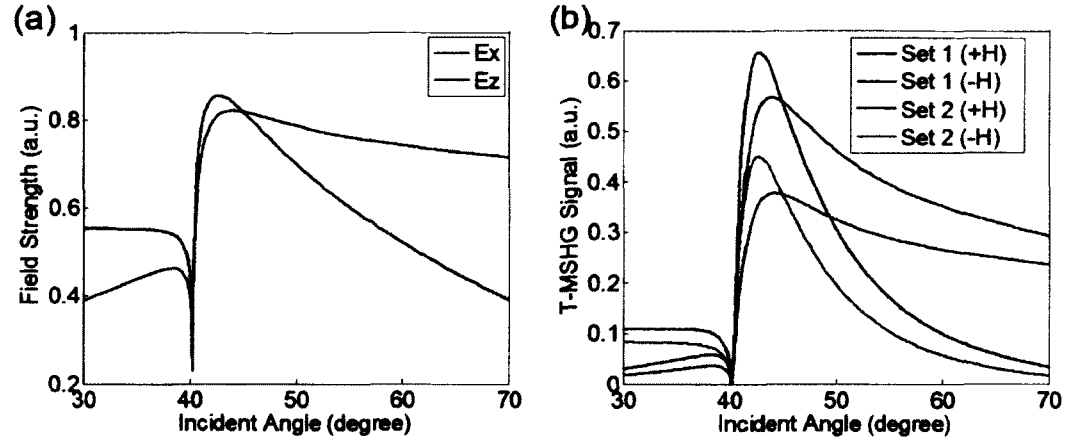 (a)
1
0.8
0.6
0.4
0.2
30 40 50 60 70
Field Strength (a.u.)
Incident Angle (degree)
Ex
Ez
(b)
0.7
0.6
0.5
0.4
0.3
0.2
0.1
0
30 40 50 60 70
T-MSHG Signal (a.u.)
Incident Angle (degree)
Set 1 (+H)
Set 1 (-H)
Set 2 (+H)
Set 2 (-H)